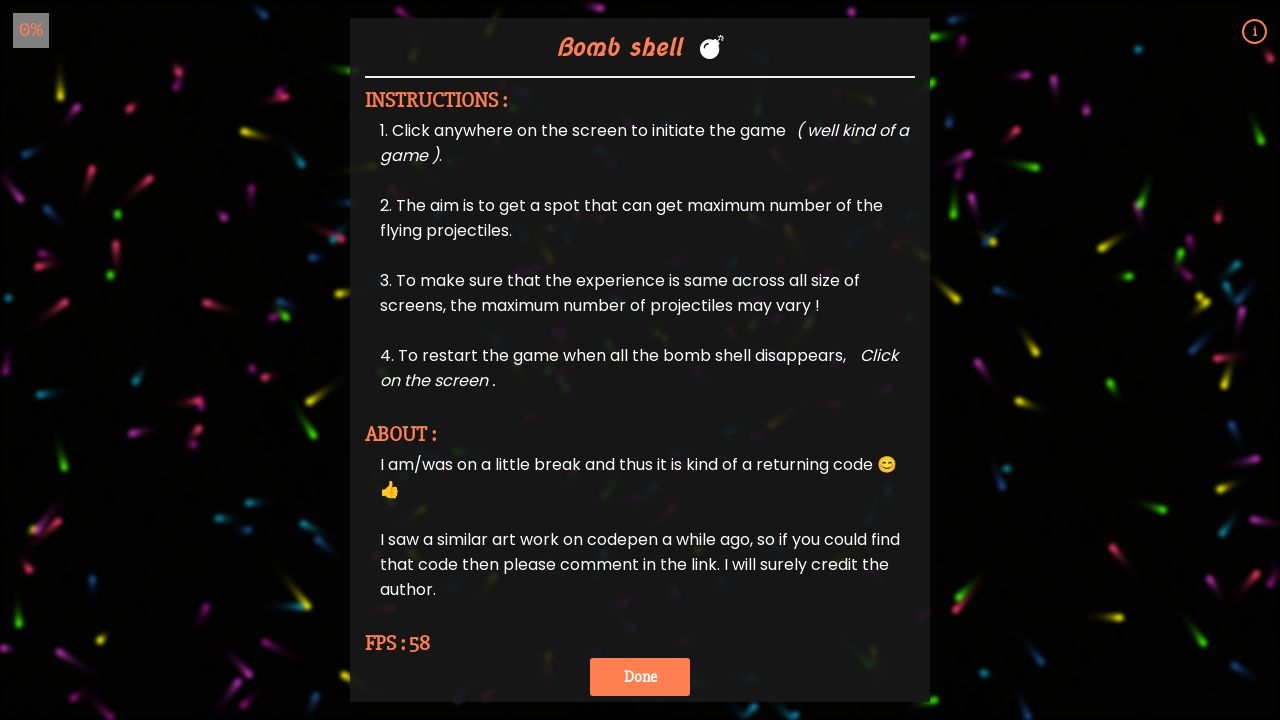 0%
i
Bomb shell 💣
INSTRUCTIONS :
1. Click anywhere on the screen to initiate the game ( well kind of a
game ).
2. The aim is to get a spot that can get maximum number of the
flying projectiles.
3. To make sure that the experience is same across all size of
screens, the maximum number of projectiles may vary !
4. To restart the game when all the bomb shell disappears, Click
on the screen .
ABOUT :
I am/was on a little break and thus it is kind of a returning code 😊
👍
I saw a similar art work on codepen a while ago, so if you could find
that code then please comment in the link. I will surely credit the
author.
FPS : 58
Done